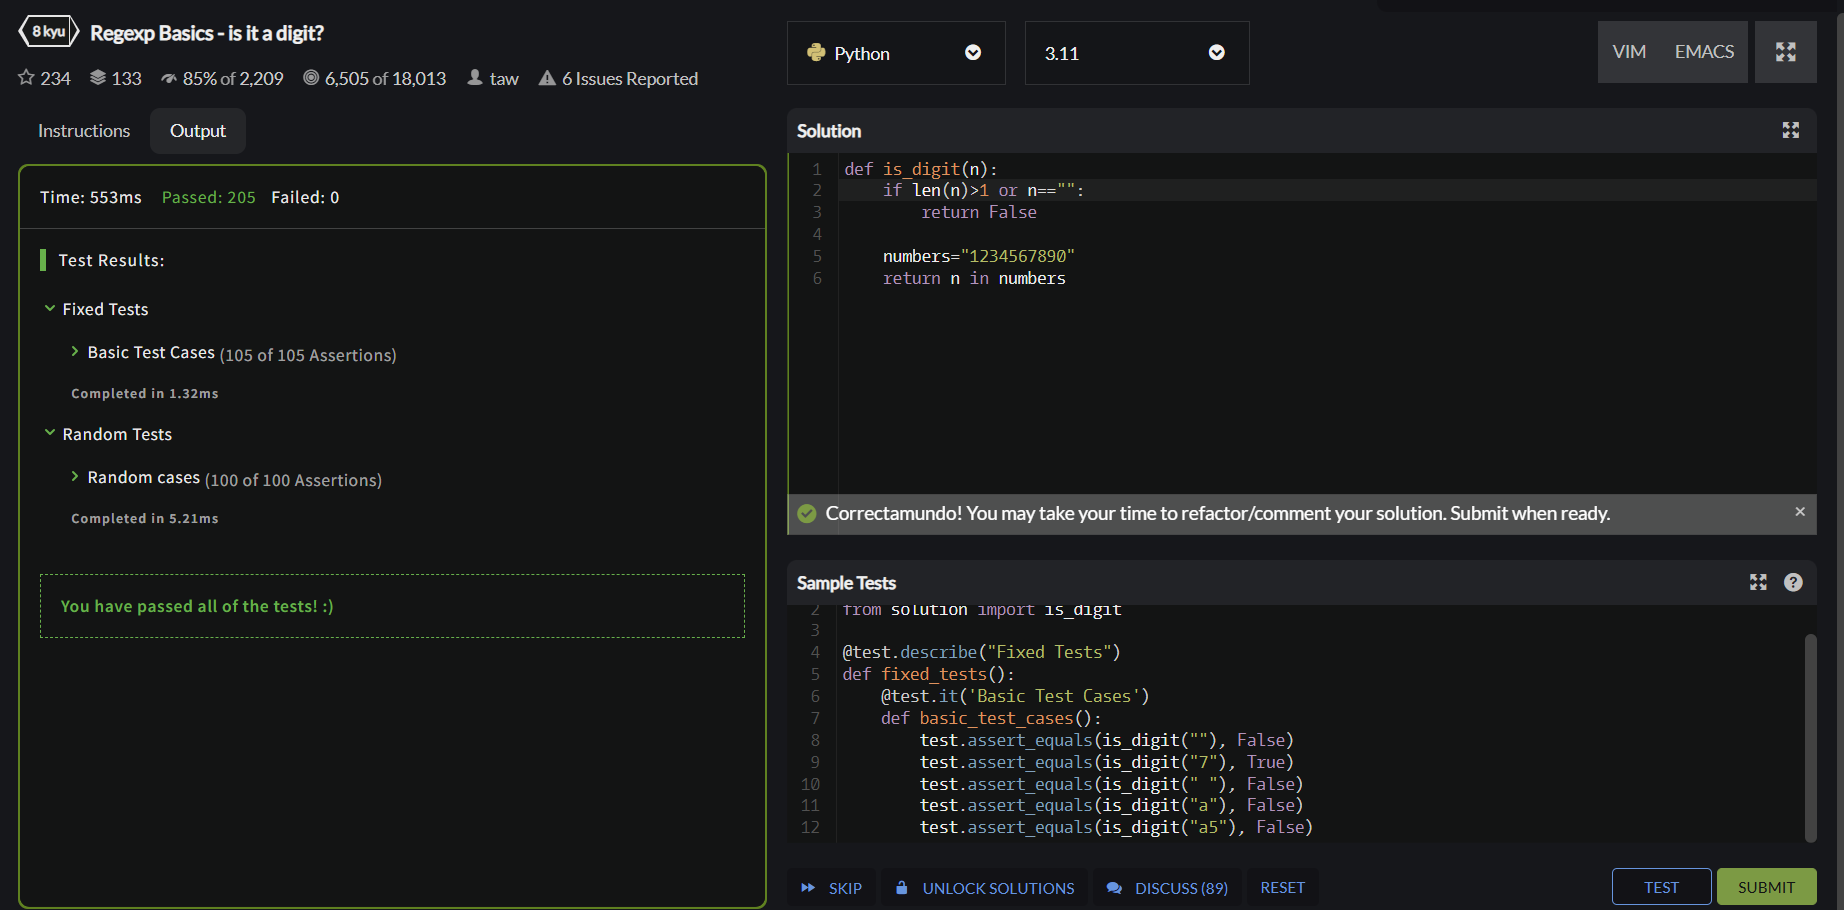 8 kyu Regexp Basics - is it a digit?
234 133 85% of 2,209 6,505 of 18,013 taw 6 Issues Reported
Instructions Output
Time: 553ms Passed: 205 Failed: 0
Test Results:
Fixed Tests
Basic Test Cases (105 of 105 Assertions)
Completed in 1.32ms
Random Tests
Random cases (100 of 100 Assertions)
Completed in 5.21ms
You have passed all of the tests! :)
Python 3.11 VIM EMACS
Solution
1 def is_digit(n):
2     if len(n)>1 or n=="":
3         return False
4
5     numbers="1234567890"
6     return n in numbers
Correctamundo! You may take your time to refactor/comment your solution. Submit when ready. ×
Sample Tests ?
2 from solution import is_digit
3
4 @test.describe("Fixed Tests")
5 def fixed_tests():
6     @test.it('Basic Test Cases')
7     def basic_test_cases():
8         test.assert_equals(is_digit(""), False)
9         test.assert_equals(is_digit("7"), True)
10         test.assert_equals(is_digit(" "), False)
11         test.assert_equals(is_digit("a"), False)
12         test.assert_equals(is_digit("a5"), False)
SKIP UNLOCK SOLUTIONS DISCUSS (89) RESET TEST SUBMIT